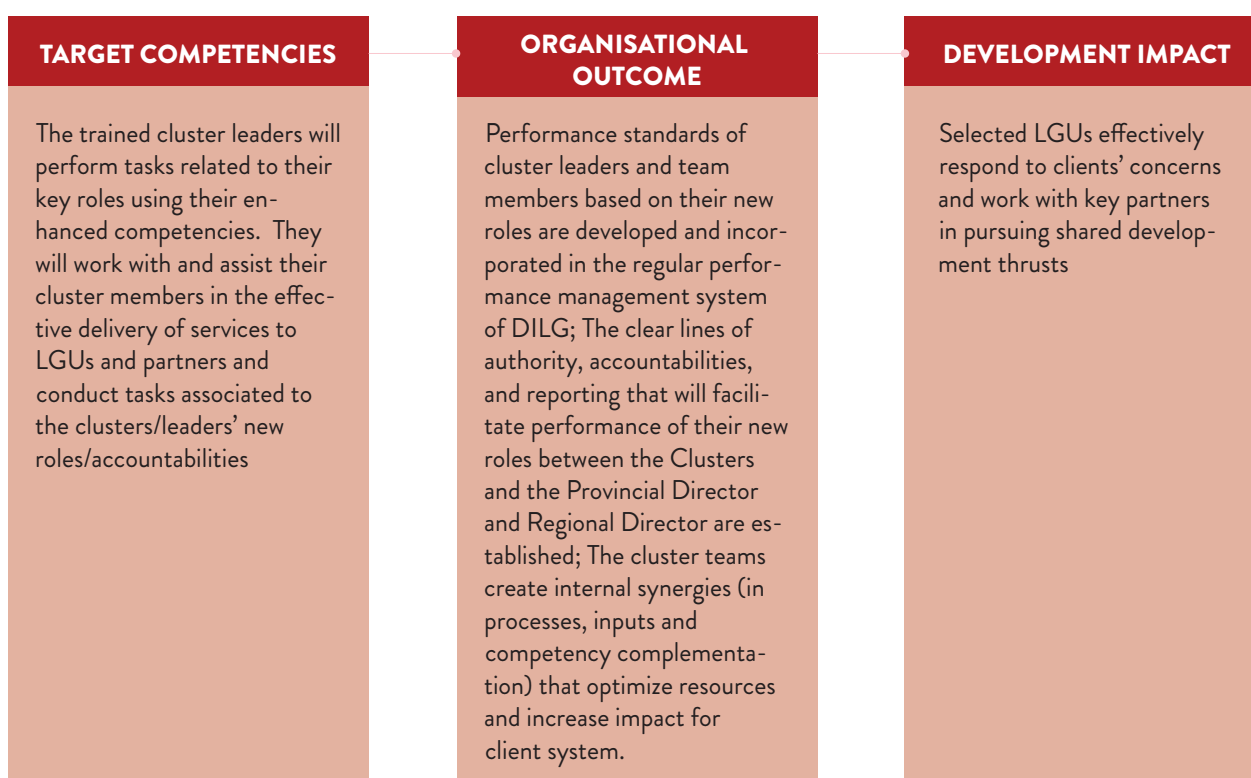 TARGET COMPETENCIES
The trained cluster leaders will
perform tasks related to their
key roles using their en-
hanced competencies.  They
will work with and assist their
cluster members in the effec-
tive delivery of services to
LGUs and partners and
conduct tasks associated to
the clusters/leaders’ new
roles/accountabilities
ORGANISATIONAL
OUTCOME
Performance standards of
cluster leaders and team
members based on their new
roles are developed and incor-
porated in the regular perfor-
mance management system
of DILG; The clear lines of
authority, accountabilities,
and reporting that will facili-
tate performance of their new
roles between the Clusters
and the Provincial Director
and Regional Director are es-
tablished; The cluster teams
create internal synergies (in
processes, inputs and
competency complementa-
tion) that optimize resources
and increase impact for
client system.
DEVELOPMENT IMPACT
Selected LGUs effectively
respond to clients’ concerns
and work with key partners
in pursuing shared develop-
ment thrusts